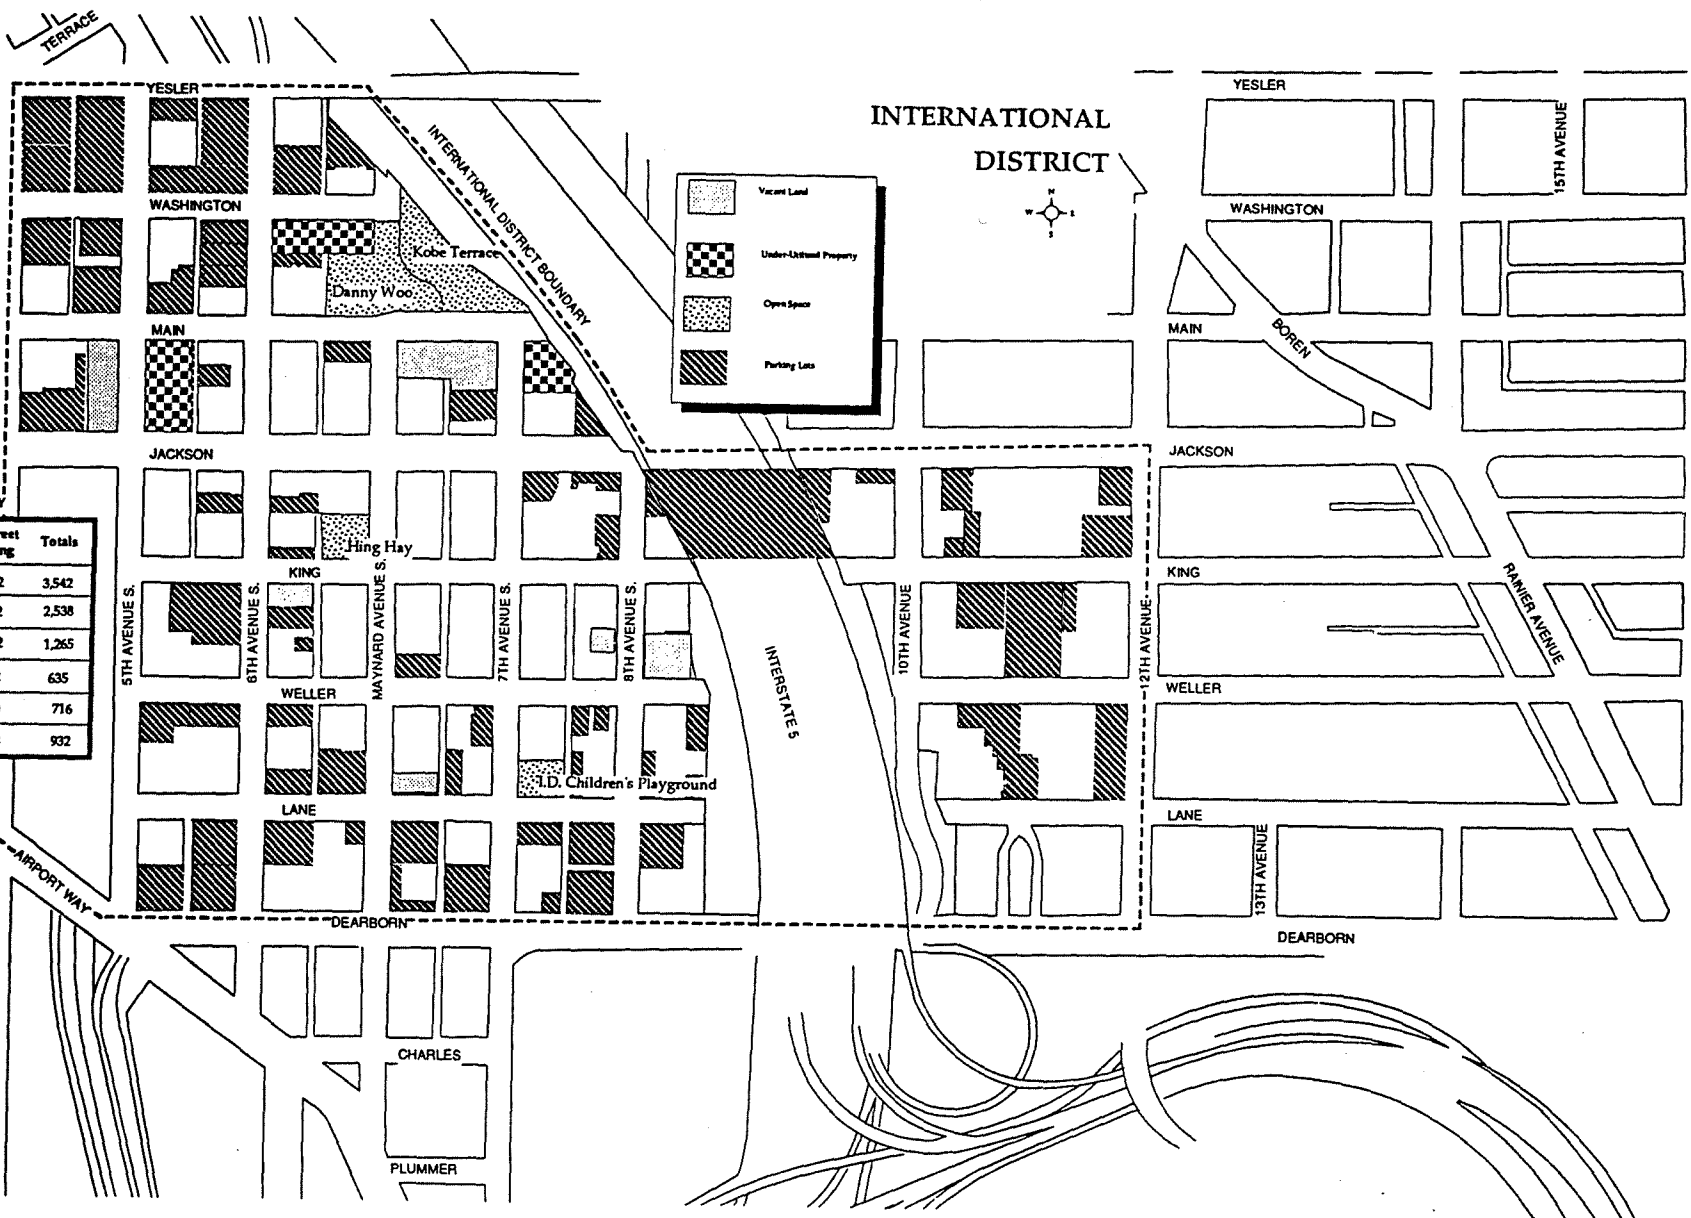 TERRACE
YESLER
YESLER
INTERNATIONAL
DISTRICT
15TH AVENUE
INTERNATIONAL DISTRICT BOUNDARY
Vacant Land
N
W E
S
WASHINGTON
WASHINGTON
Kobe Terrace
Under-Utilized Property
Danny Woo
Open Space
MAIN
MAIN
BOREN
Parking Lots
JACKSON
JACKSON
Totals
3,542
2,538
1,265
635
716
932
Hing Hay
KING
KING
5TH AVENUE S.
6TH AVENUE S.
MAYNARD AVENUE S.
7TH AVENUE S.
8TH AVENUE S.
INTERSTATE 5
10TH AVENUE
12TH AVENUE
RAINIER AVENUE
WELLER
WELLER
I.D. Children's Playground
LANE
LANE
13TH AVENUE
AIRPORT WAY
DEARBORN
DEARBORN
CHARLES
PLUMMER